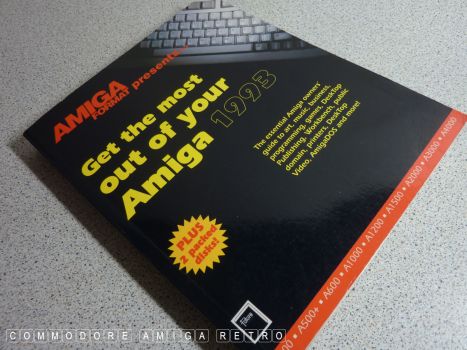 AMIGA
FORMAT presents...
Get the most
out of your
Amiga 1993
The essential Amiga owners'
guide to art, music, business,
programming, games, DeskTop
Publishing, Workbench, public
domain, printers, DeskTop
Video, AmigaDOS and more!
PLUS
2 packed
disks!
A500+ • A600 • A1000 • A1200 • A1500 • A2000 • A3000 • A4000
COMMODORE AMIGA RETRO